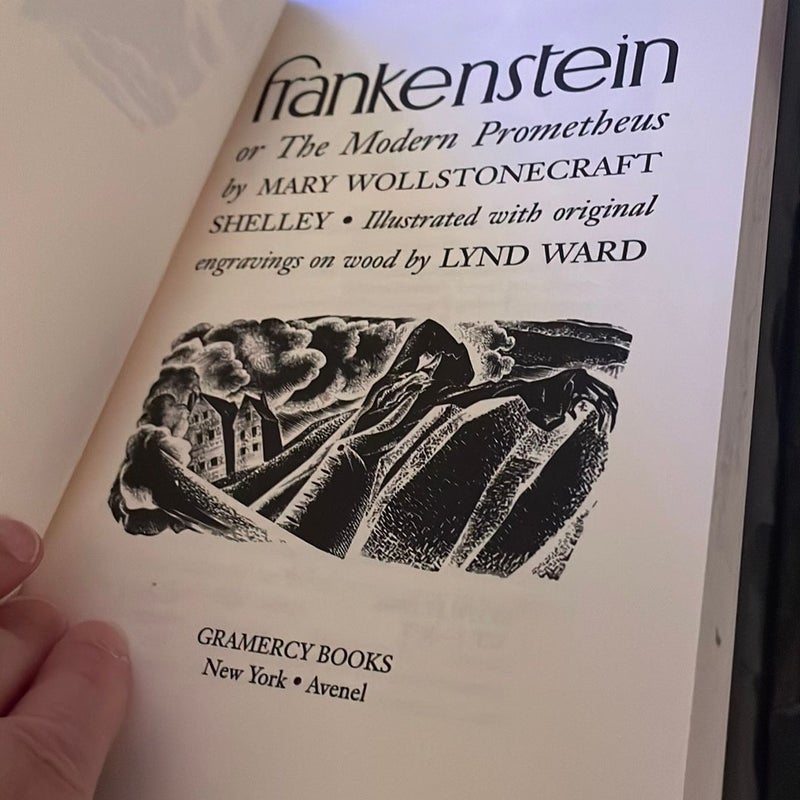 frankenstein
or The Modern Prometheus
by MARY WOLLSTONECRAFT
SHELLEY • Illustrated with original
engravings on wood by LYND WARD
GRAMERCY BOOKS
New York • Avenel